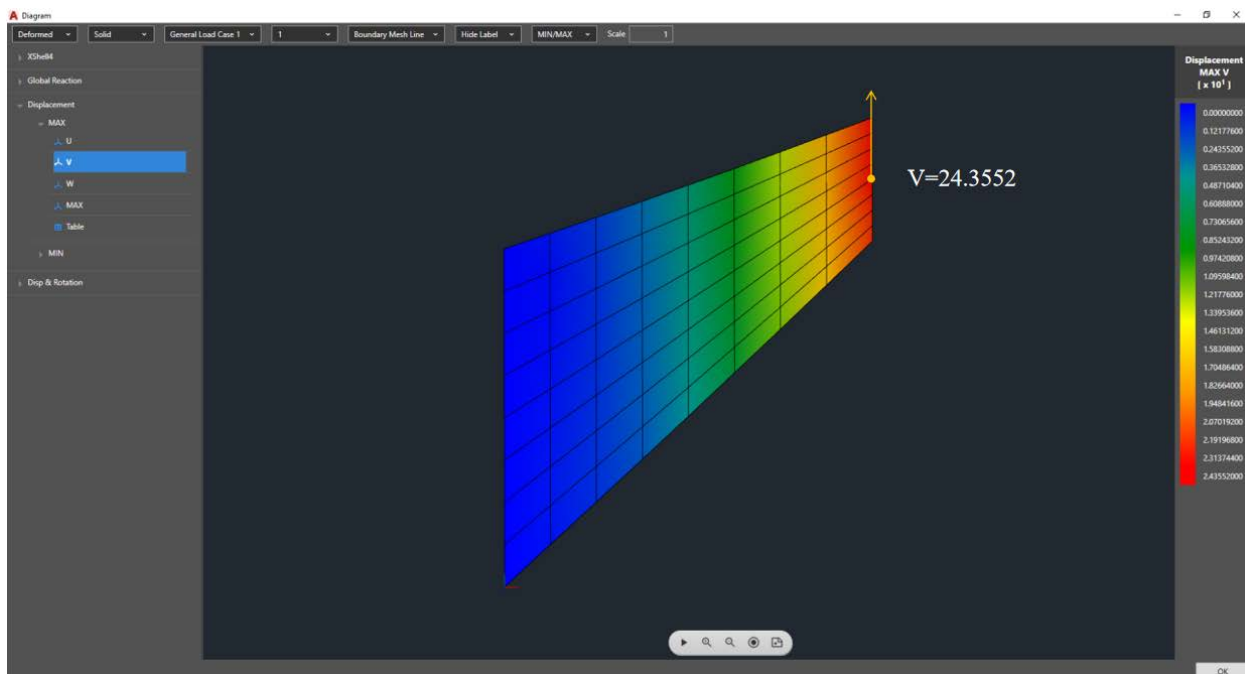 Diagram
Deformed Solid General Load Case 1 1 Boundary Mesh Line Hide Label MIN/MAX Scale 1
XShell4
Global Reaction
Displacement
MAX
U
V
W
MAX
Table
MIN
Disp & Rotation
V=24.3552
Displacement
MAX V
( x 10¹ )
0.00000000
0.12177600
0.24355200
0.36532800
0.48710400
0.60888000
0.73065600
0.85243200
0.97420800
1.09598400
1.21776000
1.33953600
1.46131200
1.58308800
1.70486400
1.82664000
1.94841600
2.07019200
2.19196800
2.31374400
2.43552000
OK